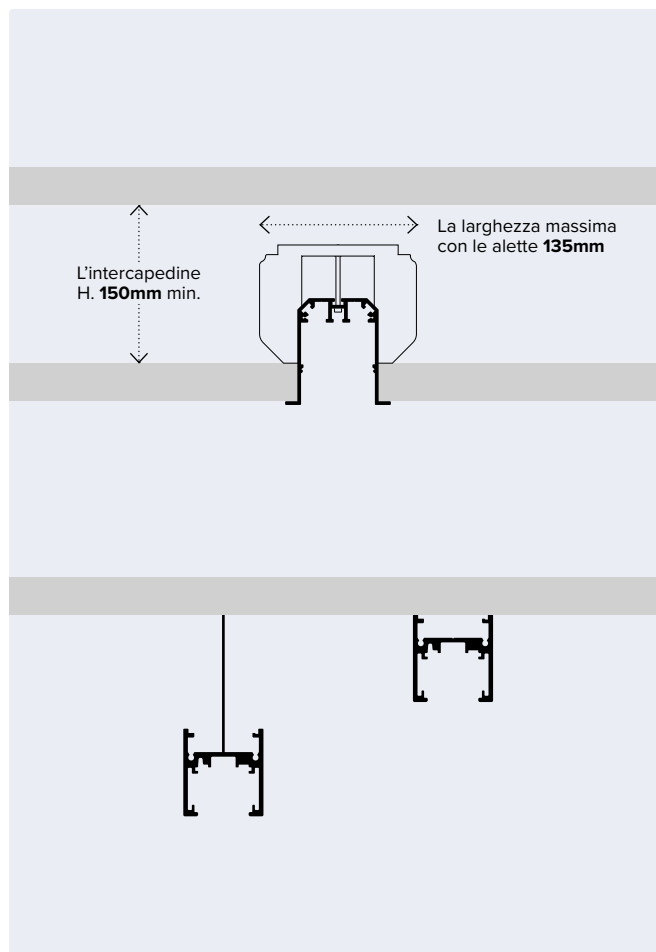 La larghezza massima
con le alette 135mm
L'intercapedine
H. 150mm min.